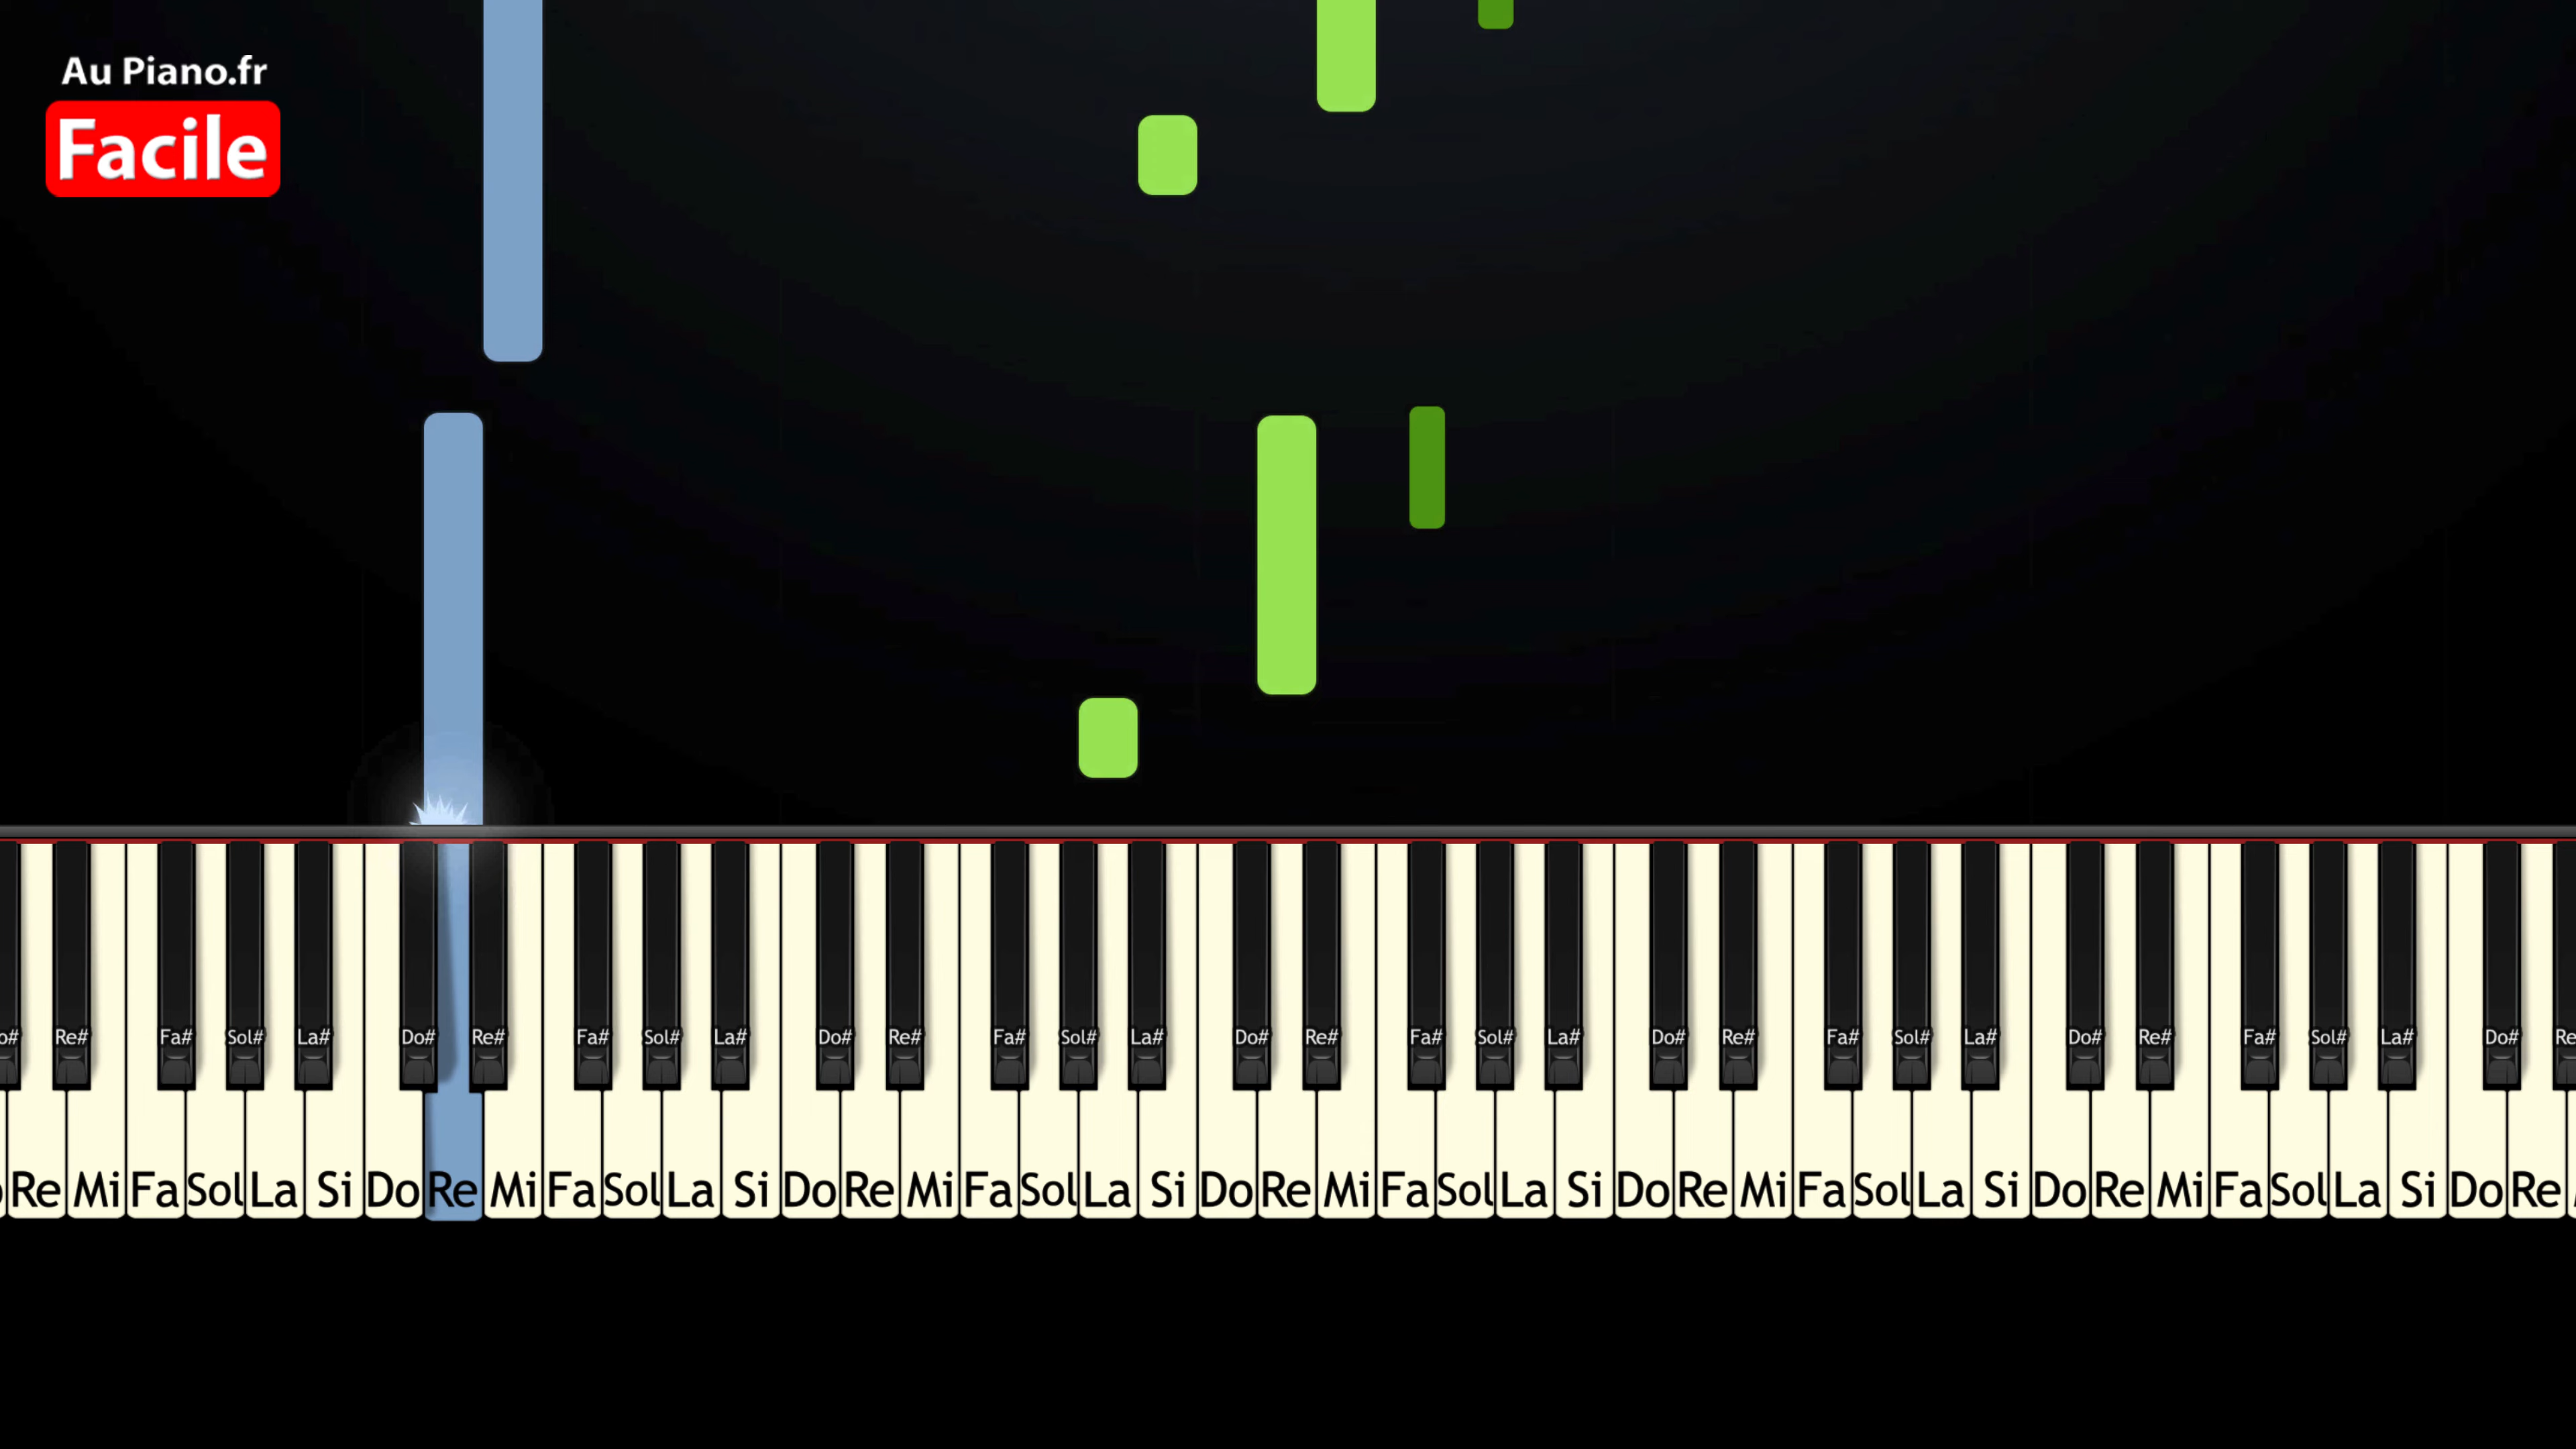 Au Piano.fr
Facile
o# Re# Fa# Sol# La# Do# Re# Fa# Sol# La# Do# Re# Fa# Sol# La# Do# Re# Fa# Sol# La# Do# Re# Fa# Sol# La# Do# Re# Fa# Sol# La# Do# Re
Re Mi Fa Sol La Si Do Re Mi Fa Sol La Si Do Re Mi Fa Sol La Si Do Re Mi Fa Sol La Si Do Re Mi Fa Sol La Si Do Re Mi Fa Sol La Si Do Re